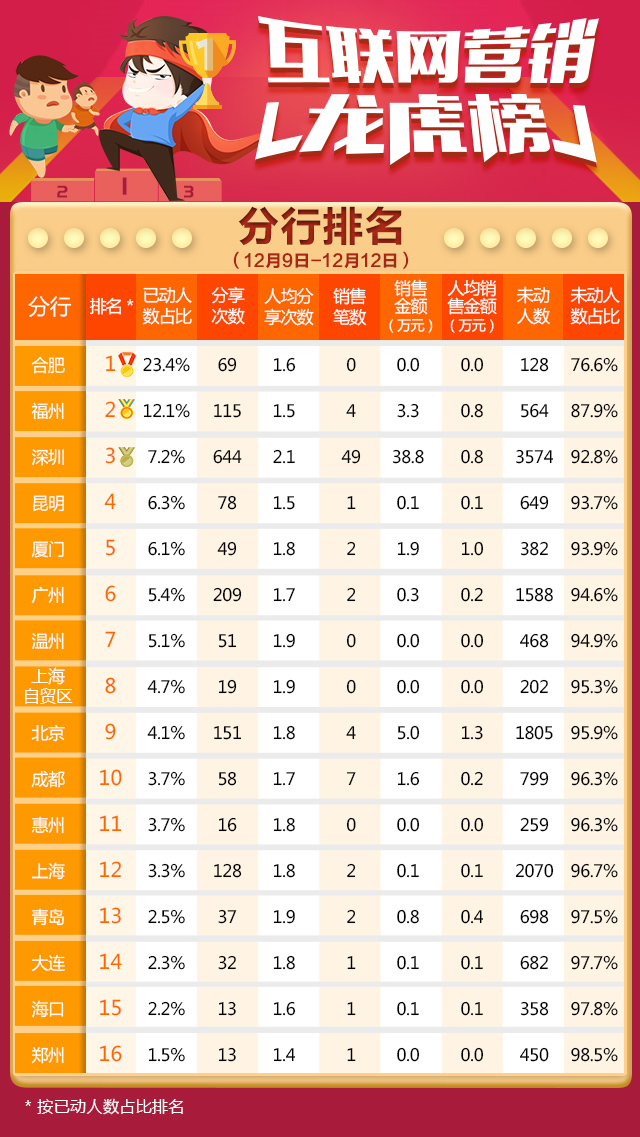 1
2
1
3
互联网营销
龙虎榜
分行排名
(12月9日-12月12日)
分行 排名* 已动人数占比 分享次数 人均分享次数 销售笔数 销售金额(万元) 人均销售金额(万元) 未动人数 未动人数占比
合肥 1 23.4% 69 1.6 0 0.0 0.0 128 76.6%
福州 2 12.1% 115 1.5 4 3.3 0.8 564 87.9%
深圳 3 7.2% 644 2.1 49 38.8 0.8 3574 92.8%
昆明 4 6.3% 78 1.5 1 0.1 0.1 649 93.7%
厦门 5 6.1% 49 1.8 2 1.9 1.0 382 93.9%
广州 6 5.4% 209 1.7 2 0.3 0.2 1588 94.6%
温州 7 5.1% 51 1.9 0 0.0 0.0 468 94.9%
上海自贸区 8 4.7% 19 1.9 0 0.0 0.0 202 95.3%
北京 9 4.1% 151 1.8 4 5.0 1.3 1805 95.9%
成都 10 3.7% 58 1.7 7 1.6 0.2 799 96.3%
惠州 11 3.7% 16 1.8 0 0.0 0.0 259 96.3%
上海 12 3.3% 128 1.8 2 0.1 0.1 2070 96.7%
青岛 13 2.5% 37 1.9 2 0.8 0.4 698 97.5%
大连 14 2.3% 32 1.8 1 0.1 0.1 682 97.7%
海口 15 2.2% 13 1.6 1 0.1 0.1 358 97.8%
郑州 16 1.5% 13 1.4 1 0.0 0.0 450 98.5%
* 按已动人数占比排名